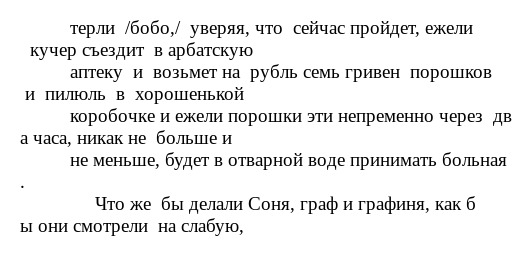 терли  /бобо,/  уверяя, что  сейчас пройдет, ежели
кучер съездит  в арбатскую
аптеку  и  возьмет на  рубль семь гривен  порошков
и  пилюль  в  хорошенькой
коробочке и ежели порошки эти непременно через  дв
а часа, никак не  больше и
не меньше, будет в отварной воде принимать больная
.
Что же  бы делали Соня, граф и графиня, как б
ы они смотрели  на слабую,